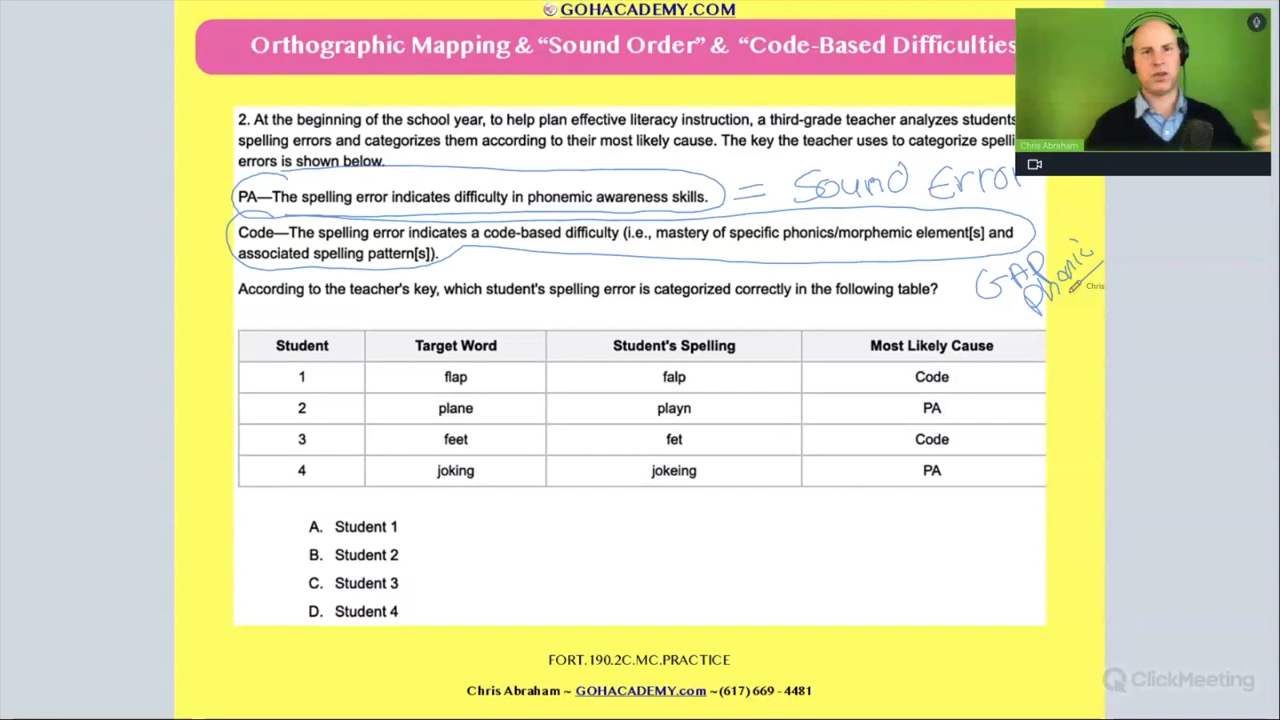 GOHACADEMY.COM
Orthographic Mapping & “Sound Order” & “Code-Based Difficulties
2. At the beginning of the school year, to help plan effective literacy instruction, a third-grade teacher analyzes students
spelling errors and categorizes them according to their most likely cause. The key the teacher uses to categorize spelli
errors is shown below.
PA—The spelling error indicates difficulty in phonemic awareness skills. = Sound Error
Code—The spelling error indicates a code-based difficulty (i.e., mastery of specific phonics/morphemic element[s] and
associated spelling pattern[s]).
GAP
Phonic
Chris
According to the teacher's key, which student's spelling error is categorized correctly in the following table?
Student Target Word Student's Spelling Most Likely Cause
1 flap falp Code
2 plane playn PA
3 feet fet Code
4 joking jokeing PA
A. Student 1
B. Student 2
C. Student 3
D. Student 4
FORT.190.2C.MC.PRACTICE
Chris Abraham ~ GOHACADEMY.com ~(617) 669 - 4481
Chris Abraham
ClickMeeting